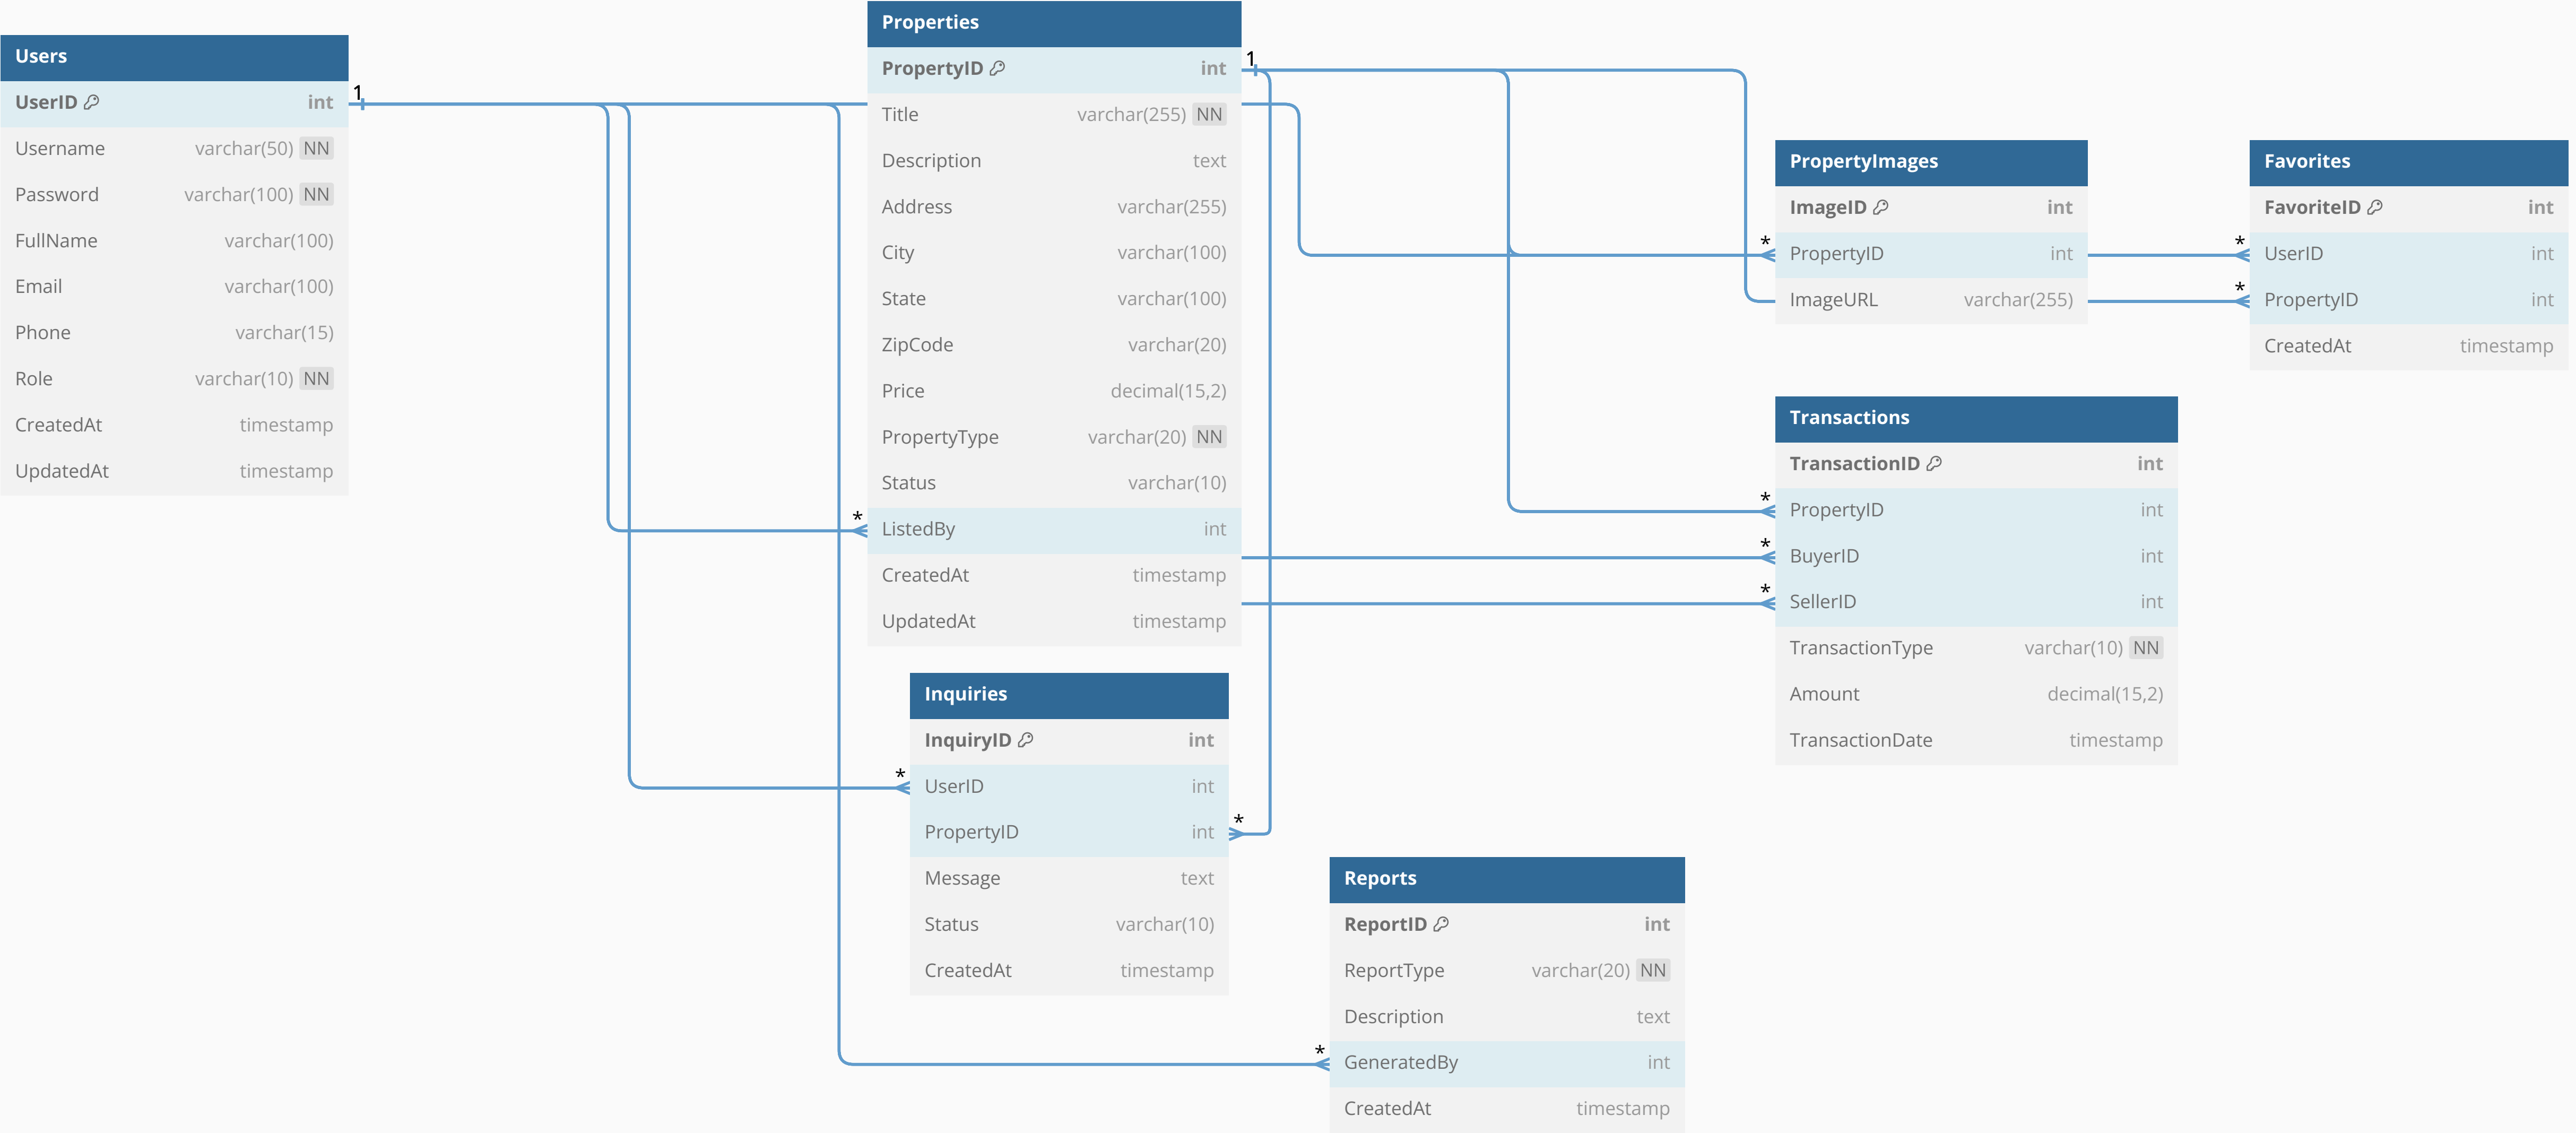 Users
UserID int
Username varchar(50) NN
Password varchar(100) NN
FullName varchar(100)
Email varchar(100)
Phone varchar(15)
Role varchar(10) NN
CreatedAt timestamp
UpdatedAt timestamp
1
Properties
PropertyID int
Title varchar(255) NN
Description text
Address varchar(255)
City varchar(100)
State varchar(100)
ZipCode varchar(20)
Price decimal(15,2)
PropertyType varchar(20) NN
Status varchar(10)
* ListedBy int
CreatedAt timestamp
UpdatedAt timestamp
1
Inquiries
InquiryID int
* UserID int
PropertyID int *
Message text
Status varchar(10)
CreatedAt timestamp
Reports
ReportID int
ReportType varchar(20) NN
Description text
* GeneratedBy int
CreatedAt timestamp
PropertyImages
ImageID int
* PropertyID int
ImageURL varchar(255)
Favorites
FavoriteID int
* UserID int
* PropertyID int
CreatedAt timestamp
Transactions
TransactionID int
* PropertyID int
* BuyerID int
* SellerID int
TransactionType varchar(10) NN
Amount decimal(15,2)
TransactionDate timestamp